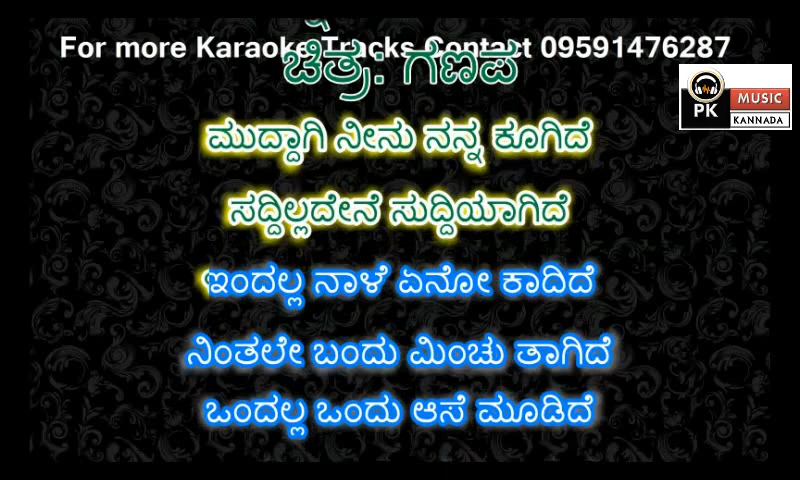 For more Karaoke Tracks Contact 09591476287
ಚಿತ್ರ: ಗಣಪ
PK MUSIC
KANNADA
ಮುದ್ದಾಗಿ ನೀನು ನನ್ನ ಕೂಗಿದೆ
ಸದ್ದಿಲ್ಲದೇನೆ ಸುದ್ದಿಯಾಗಿದೆ
ಇಂದಲ್ಲ ನಾಳೆ ಏನೋ ಕಾದಿದೆ
ನಿಂತಲೇ ಬಂದು ಮಿಂಚು ತಾಗಿದೆ
ಒಂದಲ್ಲ ಒಂದು ಆಸೆ ಮೂಡಿದೆ